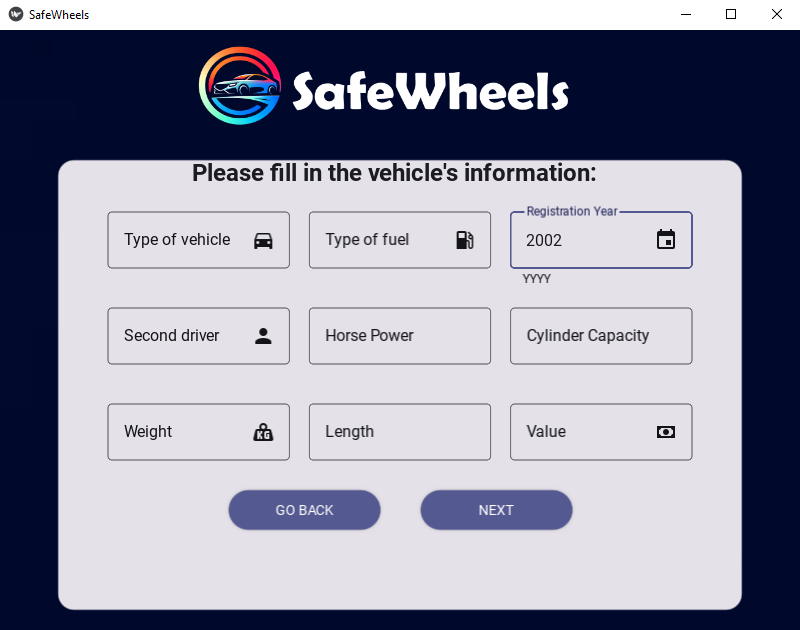 SafeWheels
SafeWheels
Please fill in the vehicle's information:
Type of vehicle
Type of fuel
Registration Year
2002
YYYY
Second driver
Horse Power
Cylinder Capacity
Weight
KG
Length
Value
GO BACK
NEXT